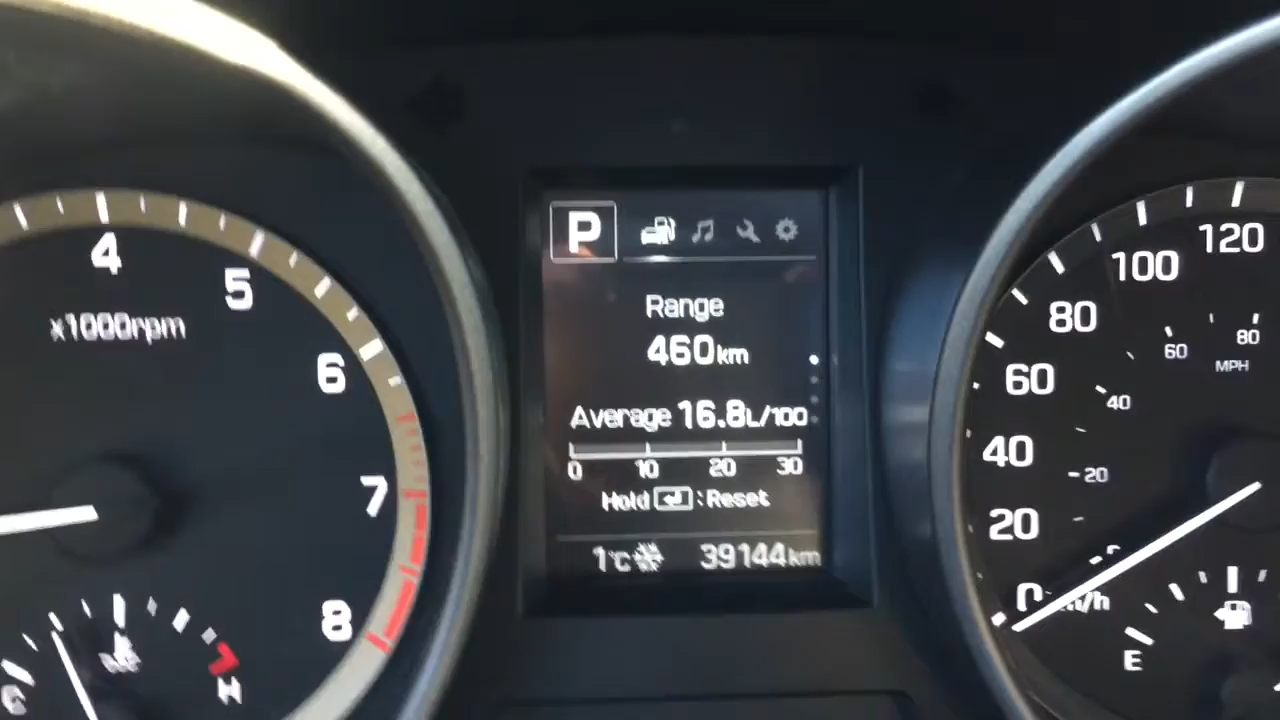 4
5
6
7
8
x1000rpm
H
P
Range
460km
Average 16.8L/100
0 10 20 30
Hold : Reset
1°C 39144km
120
100
80
60
40
20
0
80
60
40
20
MPH
E